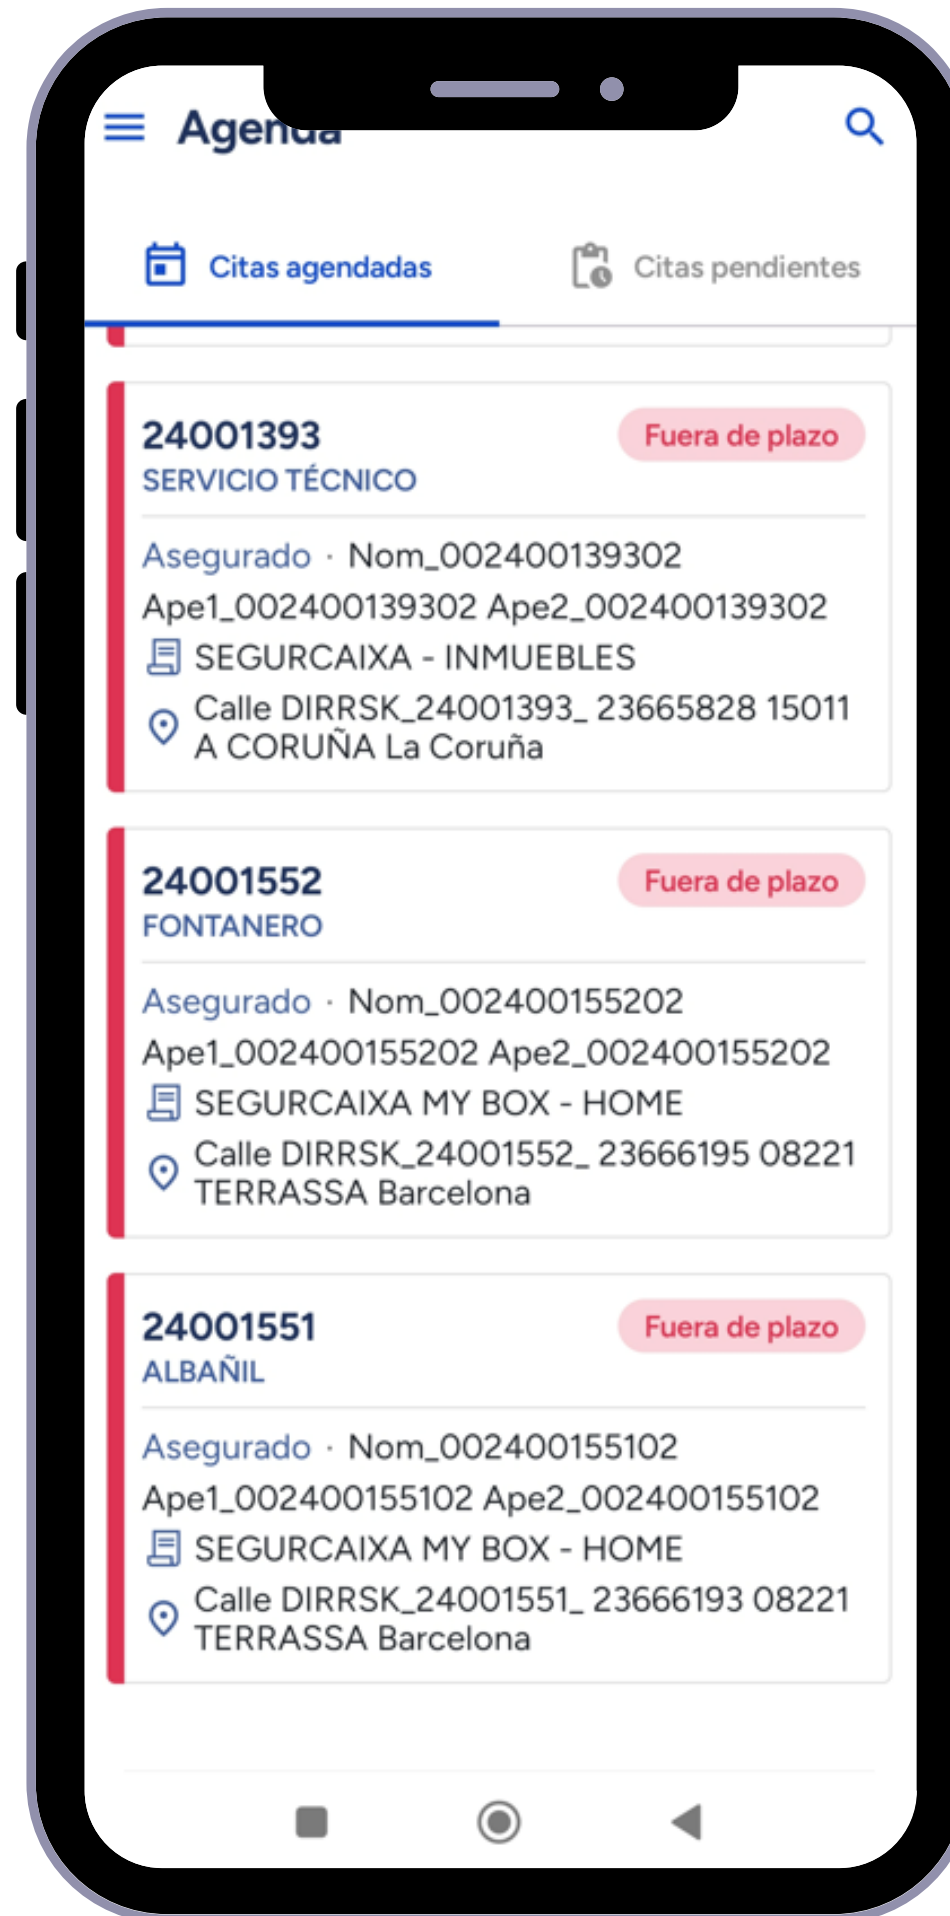 Agenda
Citas agendadas
Citas pendientes
24001393
Fuera de plazo
SERVICIO TÉCNICO
Asegurado · Nom_002400139302
Ape1_002400139302 Ape2_002400139302
SEGURCAIXA - INMUEBLES
Calle DIRRSK_24001393_ 23665828 15011
A CORUÑA La Coruña
24001552
Fuera de plazo
FONTANERO
Asegurado · Nom_002400155202
Ape1_002400155202 Ape2_002400155202
SEGURCAIXA MY BOX - HOME
Calle DIRRSK_24001552_ 23666195 08221
TERRASSA Barcelona
24001551
Fuera de plazo
ALBAÑIL
Asegurado · Nom_002400155102
Ape1_002400155102 Ape2_002400155102
SEGURCAIXA MY BOX - HOME
Calle DIRRSK_24001551_ 23666193 08221
TERRASSA Barcelona